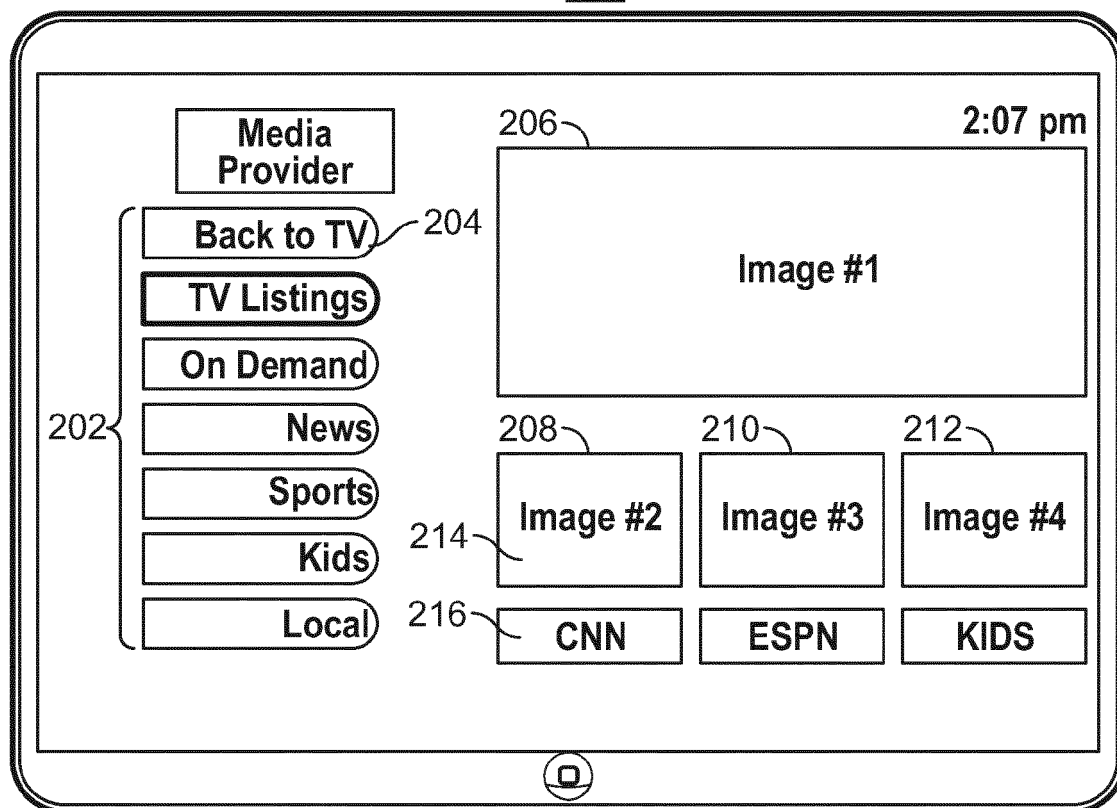 2:07 pm
Media
Provider
206
Back to TV
204
TV Listings
Image #1
On Demand
202
News
208
210
212
Sports
Image #2
Image #3
Image #4
214
Kids
Local
216
CNN
ESPN
KIDS